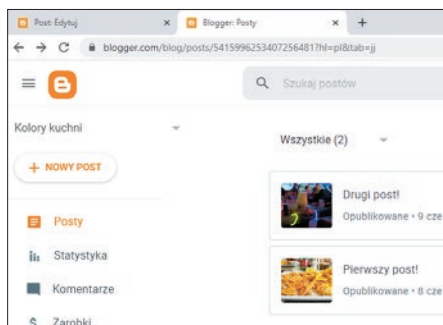 Post: Edytuj
Blogger: Posty
blogger.com/blog/posts/5415996253407256481?hl=pl&tab=jj
Szukaj postów
Kolory kuchni
Wszystkie (2)
+ NOWY POST
Drugi post!
Opublikowane • 9 cze
Posty
Statystyka
Pierwszy post!
Opublikowane • 8 cze
Komentarze
$ Zarobki